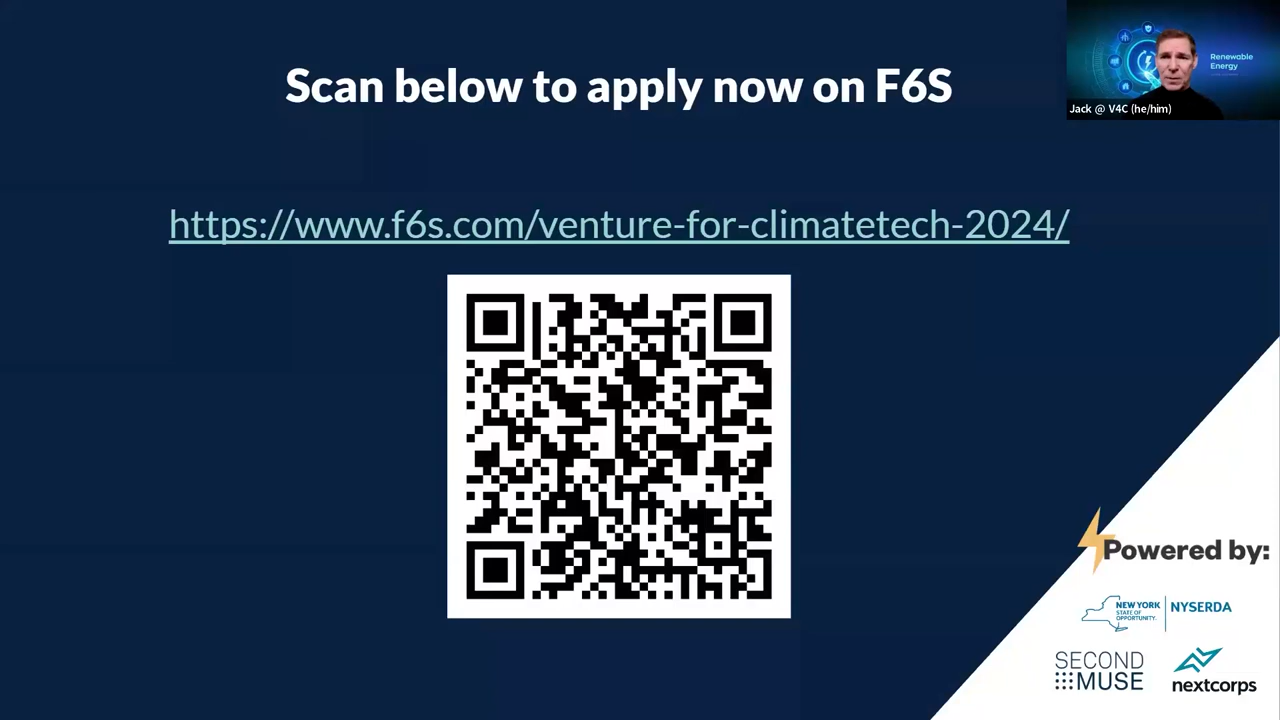 Scan below to apply now on F6S
Renewable
Energy
Jack @ V4C (he/him)
https://www.f6s.com/venture-for-climatetech-2024/
Powered by:
NEW YORK
STATE OF
OPPORTUNITY.
NYSERDA
SECOND
MUSE
nextcorps